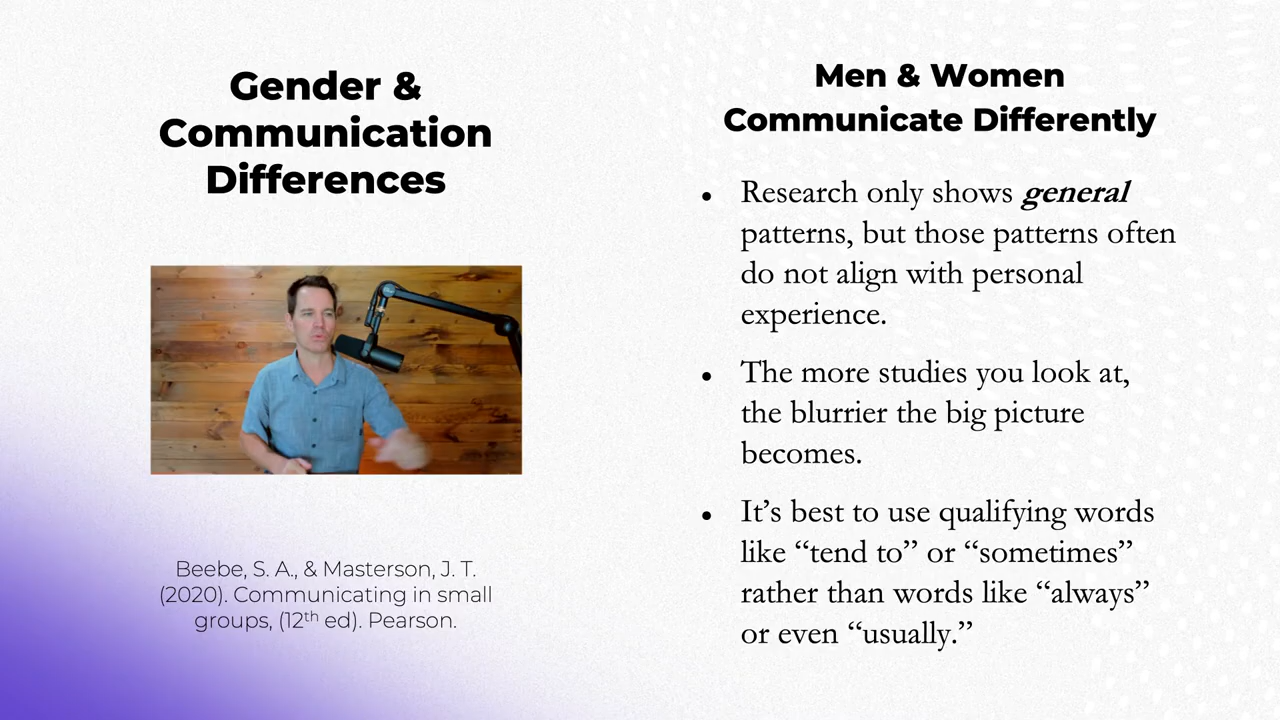 Gender &
Communication
Differences
Beebe, S. A., & Masterson, J. T.
(2020). Communicating in small
groups, (12th ed). Pearson.
Men & Women
Communicate Differently
• Research only shows general
patterns, but those patterns often
do not align with personal
experience.
• The more studies you look at,
the blurrier the big picture
becomes.
• It’s best to use qualifying words
like “tend to” or “sometimes”
rather than words like “always”
or even “usually.”